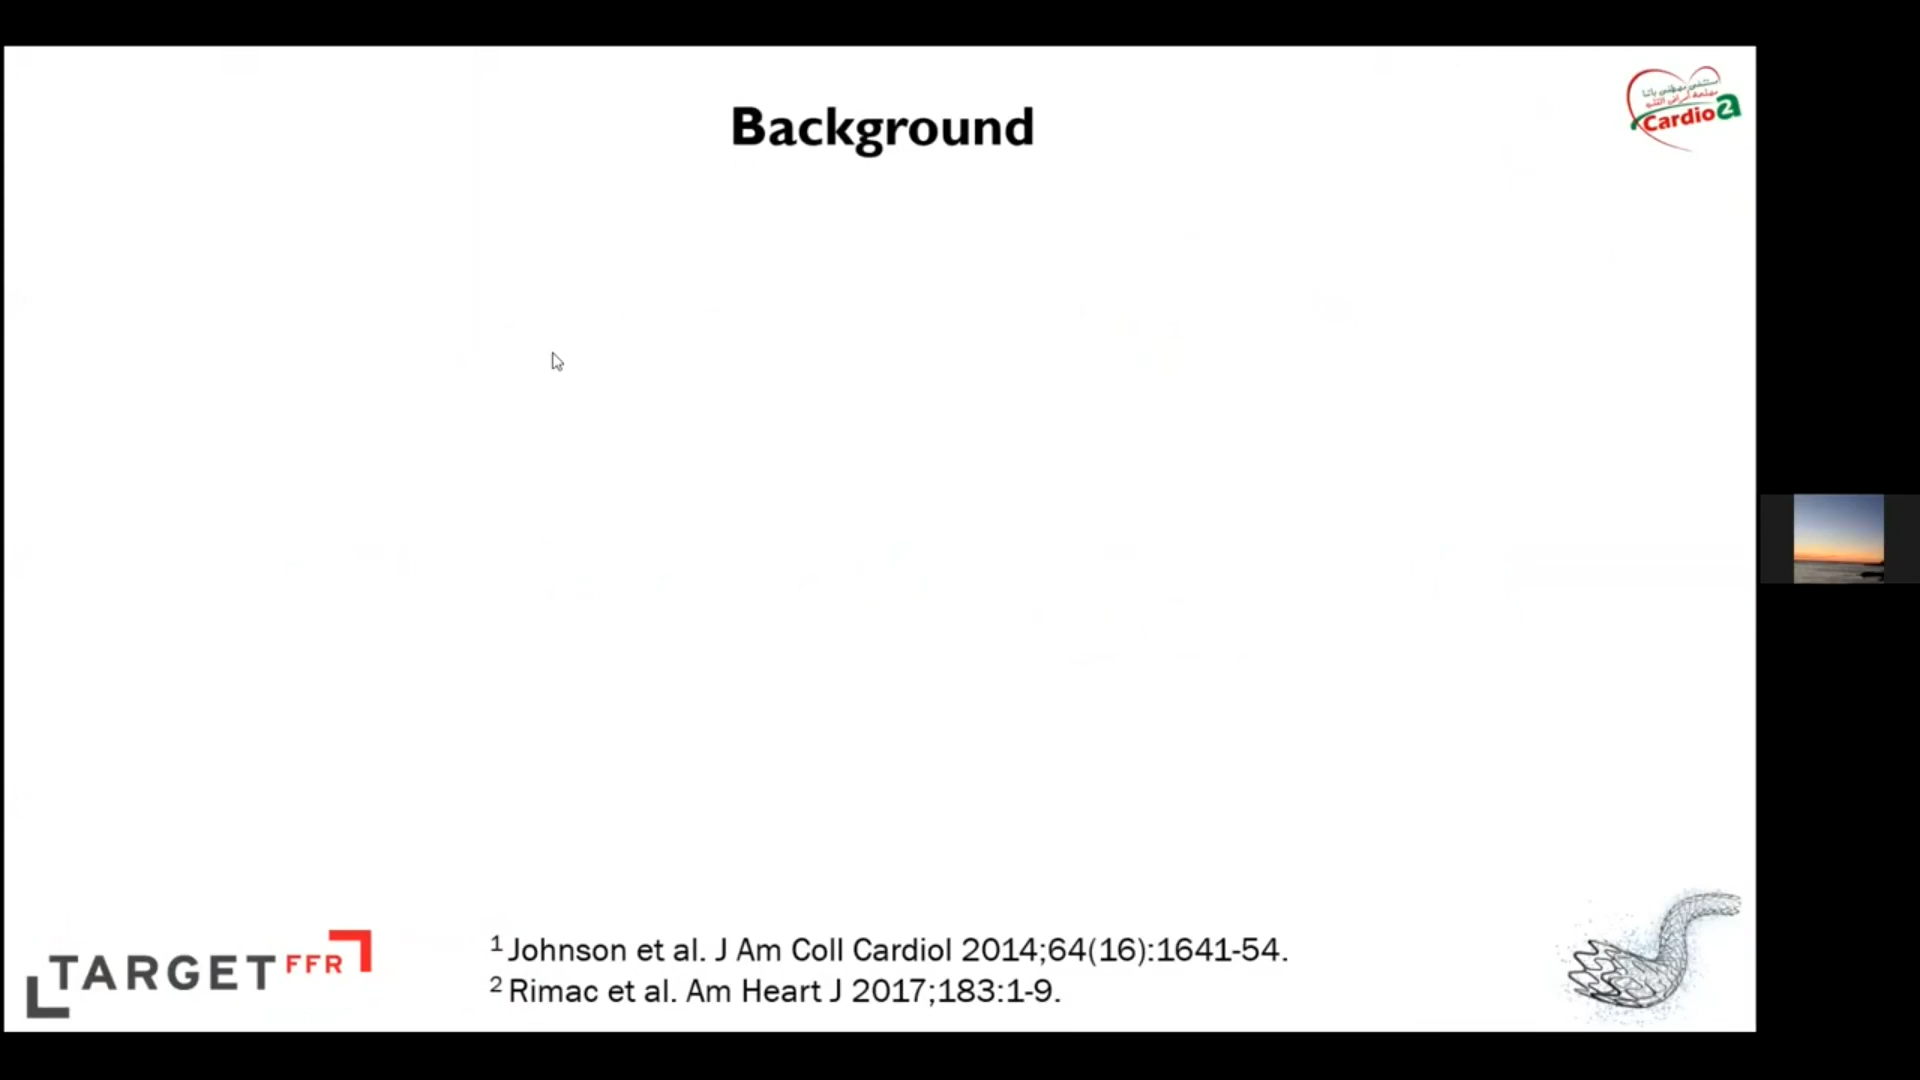 Background
Cardio a
TARGET FFR
1 Johnson et al. J Am Coll Cardiol 2014;64(16):1641-54.
2 Rimac et al. Am Heart J 2017;183:1-9.